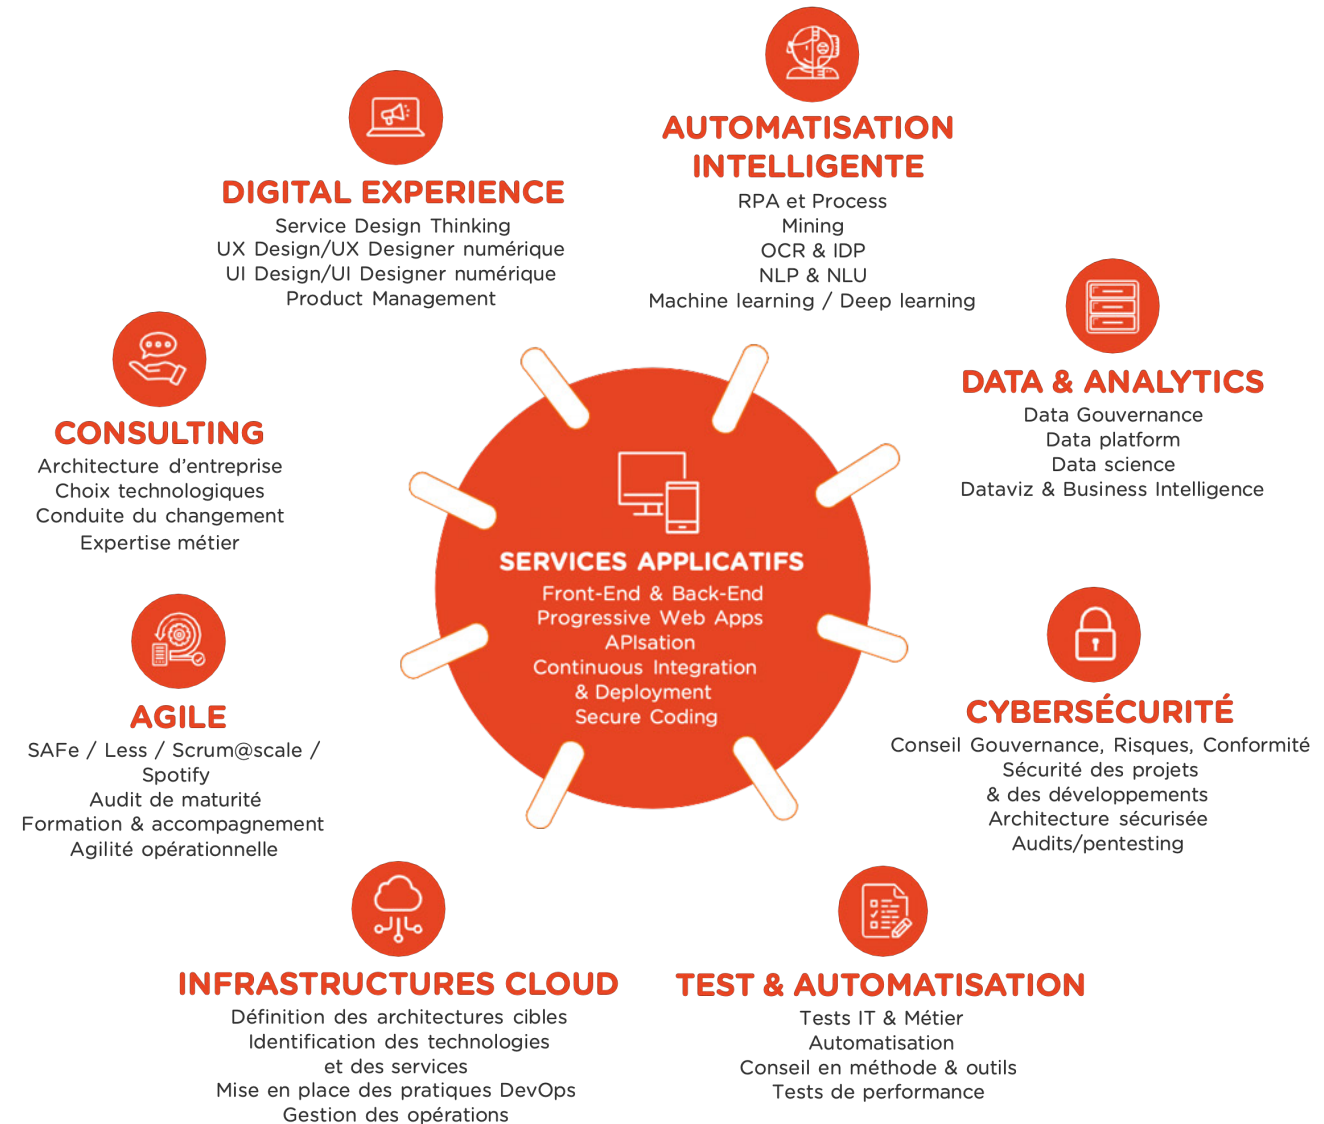 AUTOMATISATION
INTELLIGENTE
RPA et Process
Mining
OCR & IDP
NLP & NLU
Machine learning / Deep learning
DIGITAL EXPERIENCE
Service Design Thinking
UX Design/UX Designer numérique
UI Design/UI Designer numérique
Product Management
DATA & ANALYTICS
Data Gouvernance
Data platform
Data science
Dataviz & Business Intelligence
CONSULTING
Architecture d’entreprise
Choix technologiques
Conduite du changement
Expertise métier
SERVICES APPLICATIFS
Front-End & Back-End
Progressive Web Apps
APIsation
Continuous Integration
& Deployment
Secure Coding
AGILE
SAFe / Less / Scrum@scale /
Spotify
Audit de maturité
Formation & accompagnement
Agilité opérationnelle
CYBERSÉCURITÉ
Conseil Gouvernance, Risques, Conformité
Sécurité des projets
& des développements
Architecture sécurisée
Audits/pentesting
INFRASTRUCTURES CLOUD
Définition des architectures cibles
Identification des technologies
et des services
Mise en place des pratiques DevOps
Gestion des opérations
TEST & AUTOMATISATION
Tests IT & Métier
Automatisation
Conseil en méthode & outils
Tests de performance